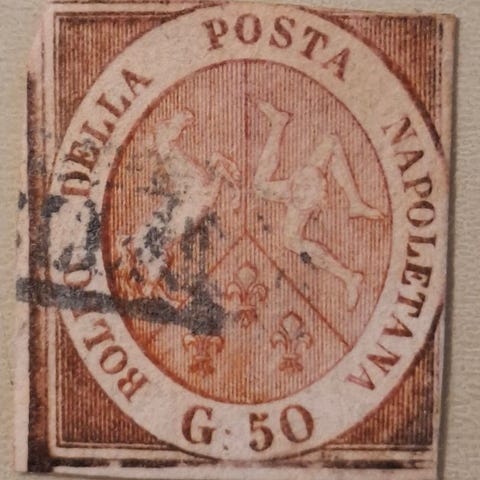 BOLLO DELLA POSTA NAPOLETANA
G. 50